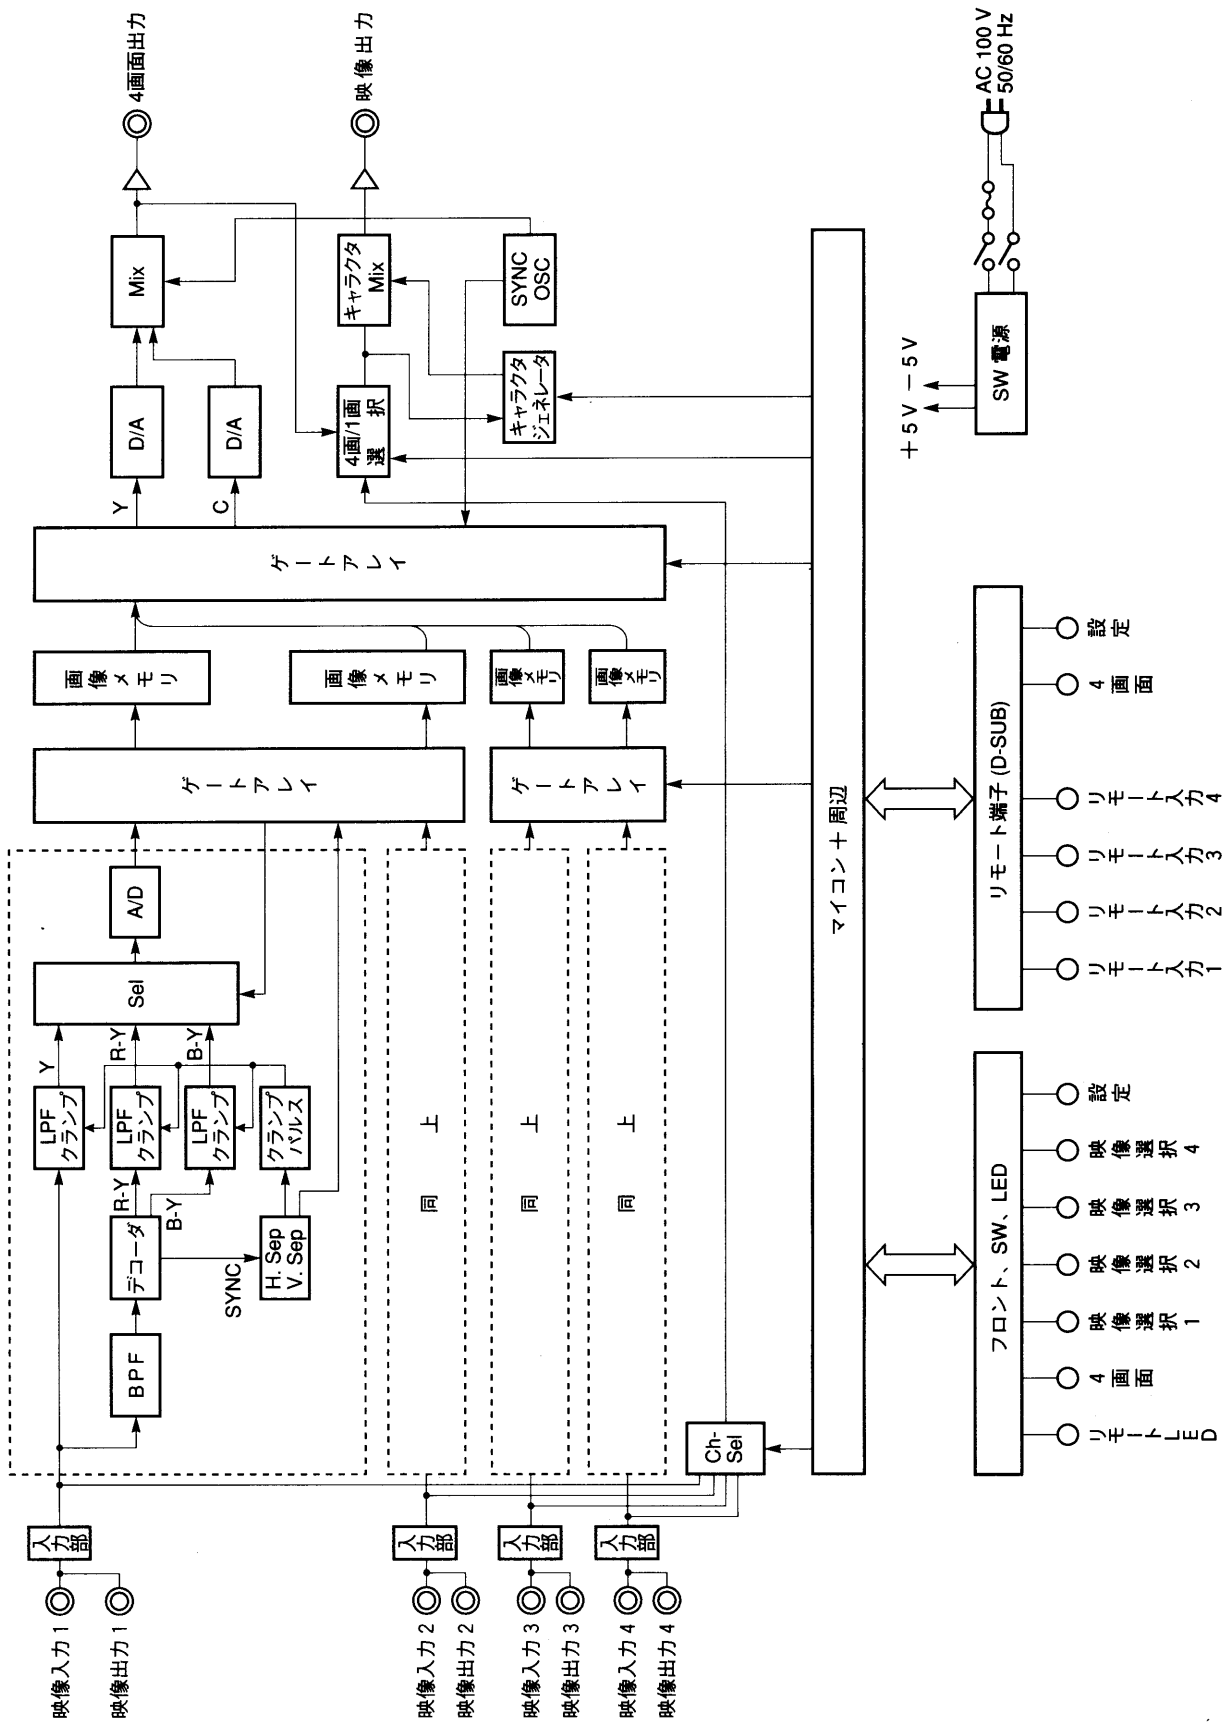 映像入力1
映像出力1
入力部
BPF
デコーダ
SYNC
H. Sep
V. Sep
R-Y
B-Y
LPF
クランプ
LPF
クランプ
LPF
クランプ
クランプ
パルス
Y
R-Y
B-Y
Sel
A/D
ゲートアレイ
画像メモリ
画像メモリ
ゲートアレイ
Y
C
D/A
D/A
Mix
4画面出力
映像入力2
映像出力2
入力部
同上
映像入力3
映像出力3
入力部
同上
ゲートアレイ
画像メモリ
画像メモリ
映像入力4
映像出力4
入力部
同上
4画/1画
選択
キャラクタ
Mix
映像出力
キャラクタ
ジェネレータ
SYNC
OSC
Ch-
Sel
マイコン+周辺
フロント、SW、LED
リモートLED
4画面
映像選択1
映像選択2
映像選択3
映像選択4
設定
リモート端子 (D-SUB)
リモート入力1
リモート入力2
リモート入力3
リモート入力4
4画面
設定
+5V
-5V
SW電源
AC 100 V
50/60 Hz